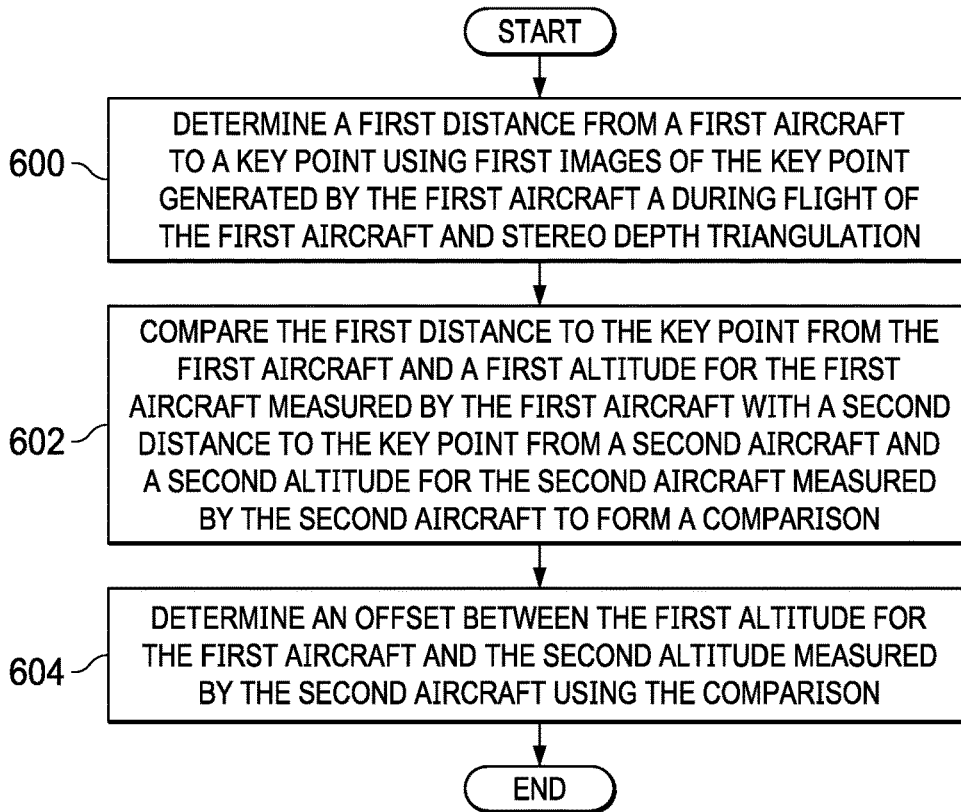 START
600
DETERMINE A FIRST DISTANCE FROM A FIRST AIRCRAFT
TO A KEY POINT USING FIRST IMAGES OF THE KEY POINT
GENERATED BY THE FIRST AIRCRAFT A DURING FLIGHT OF
THE FIRST AIRCRAFT AND STEREO DEPTH TRIANGULATION
602
COMPARE THE FIRST DISTANCE TO THE KEY POINT FROM THE
FIRST AIRCRAFT AND A FIRST ALTITUDE FOR THE FIRST
AIRCRAFT MEASURED BY THE FIRST AIRCRAFT WITH A SECOND
DISTANCE TO THE KEY POINT FROM A SECOND AIRCRAFT AND
A SECOND ALTITUDE FOR THE SECOND AIRCRAFT MEASURED
BY THE SECOND AIRCRAFT TO FORM A COMPARISON
604
DETERMINE AN OFFSET BETWEEN THE FIRST ALTITUDE FOR
THE FIRST AIRCRAFT AND THE SECOND ALTITUDE MEASURED
BY THE SECOND AIRCRAFT USING THE COMPARISON
END